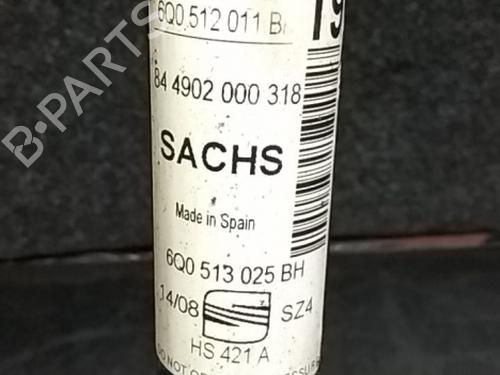 6Q0 512 011 B
19
84 4902 000 318
SACHS
Made in Spain
6Q0 513 025 BH
14/08
SZ4
HS 421 A
B-PARTS